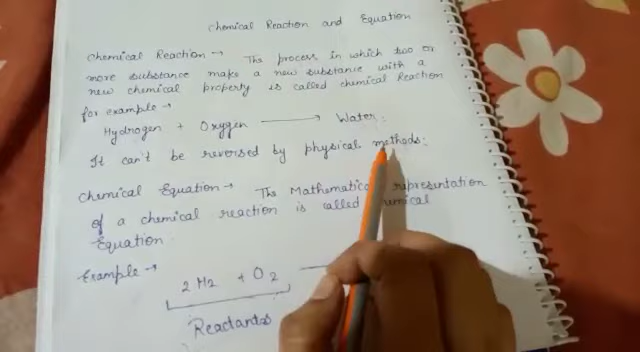 Chemical Reaction and Equation
Chemical Reaction → The process in which two or
more substance make a new substance with a
new chemical property is called chemical Reaction
for example →
Hydrogen + Oxygen ⟶ Water.
It can't be reversed by physical methods.
Chemical Equation → The Mathematica representation
of a chemical reaction is called emical
Equation
Example →
2 H2 + O2 —
Reactants